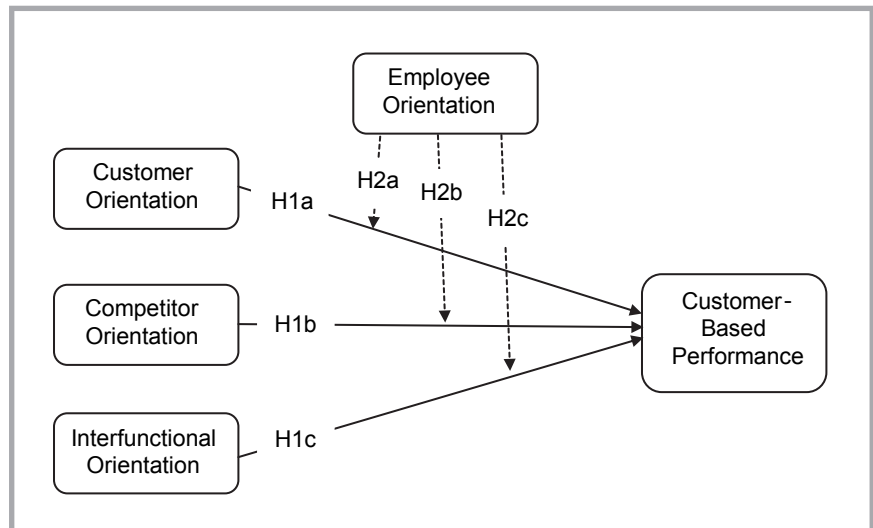 Employee
Orientation
Customer
Orientation
H2a
H2b
H1a
H2c
Competitor
Orientation
H1b
Customer-
Based
Performance
Interfunctional
Orientation
H1c